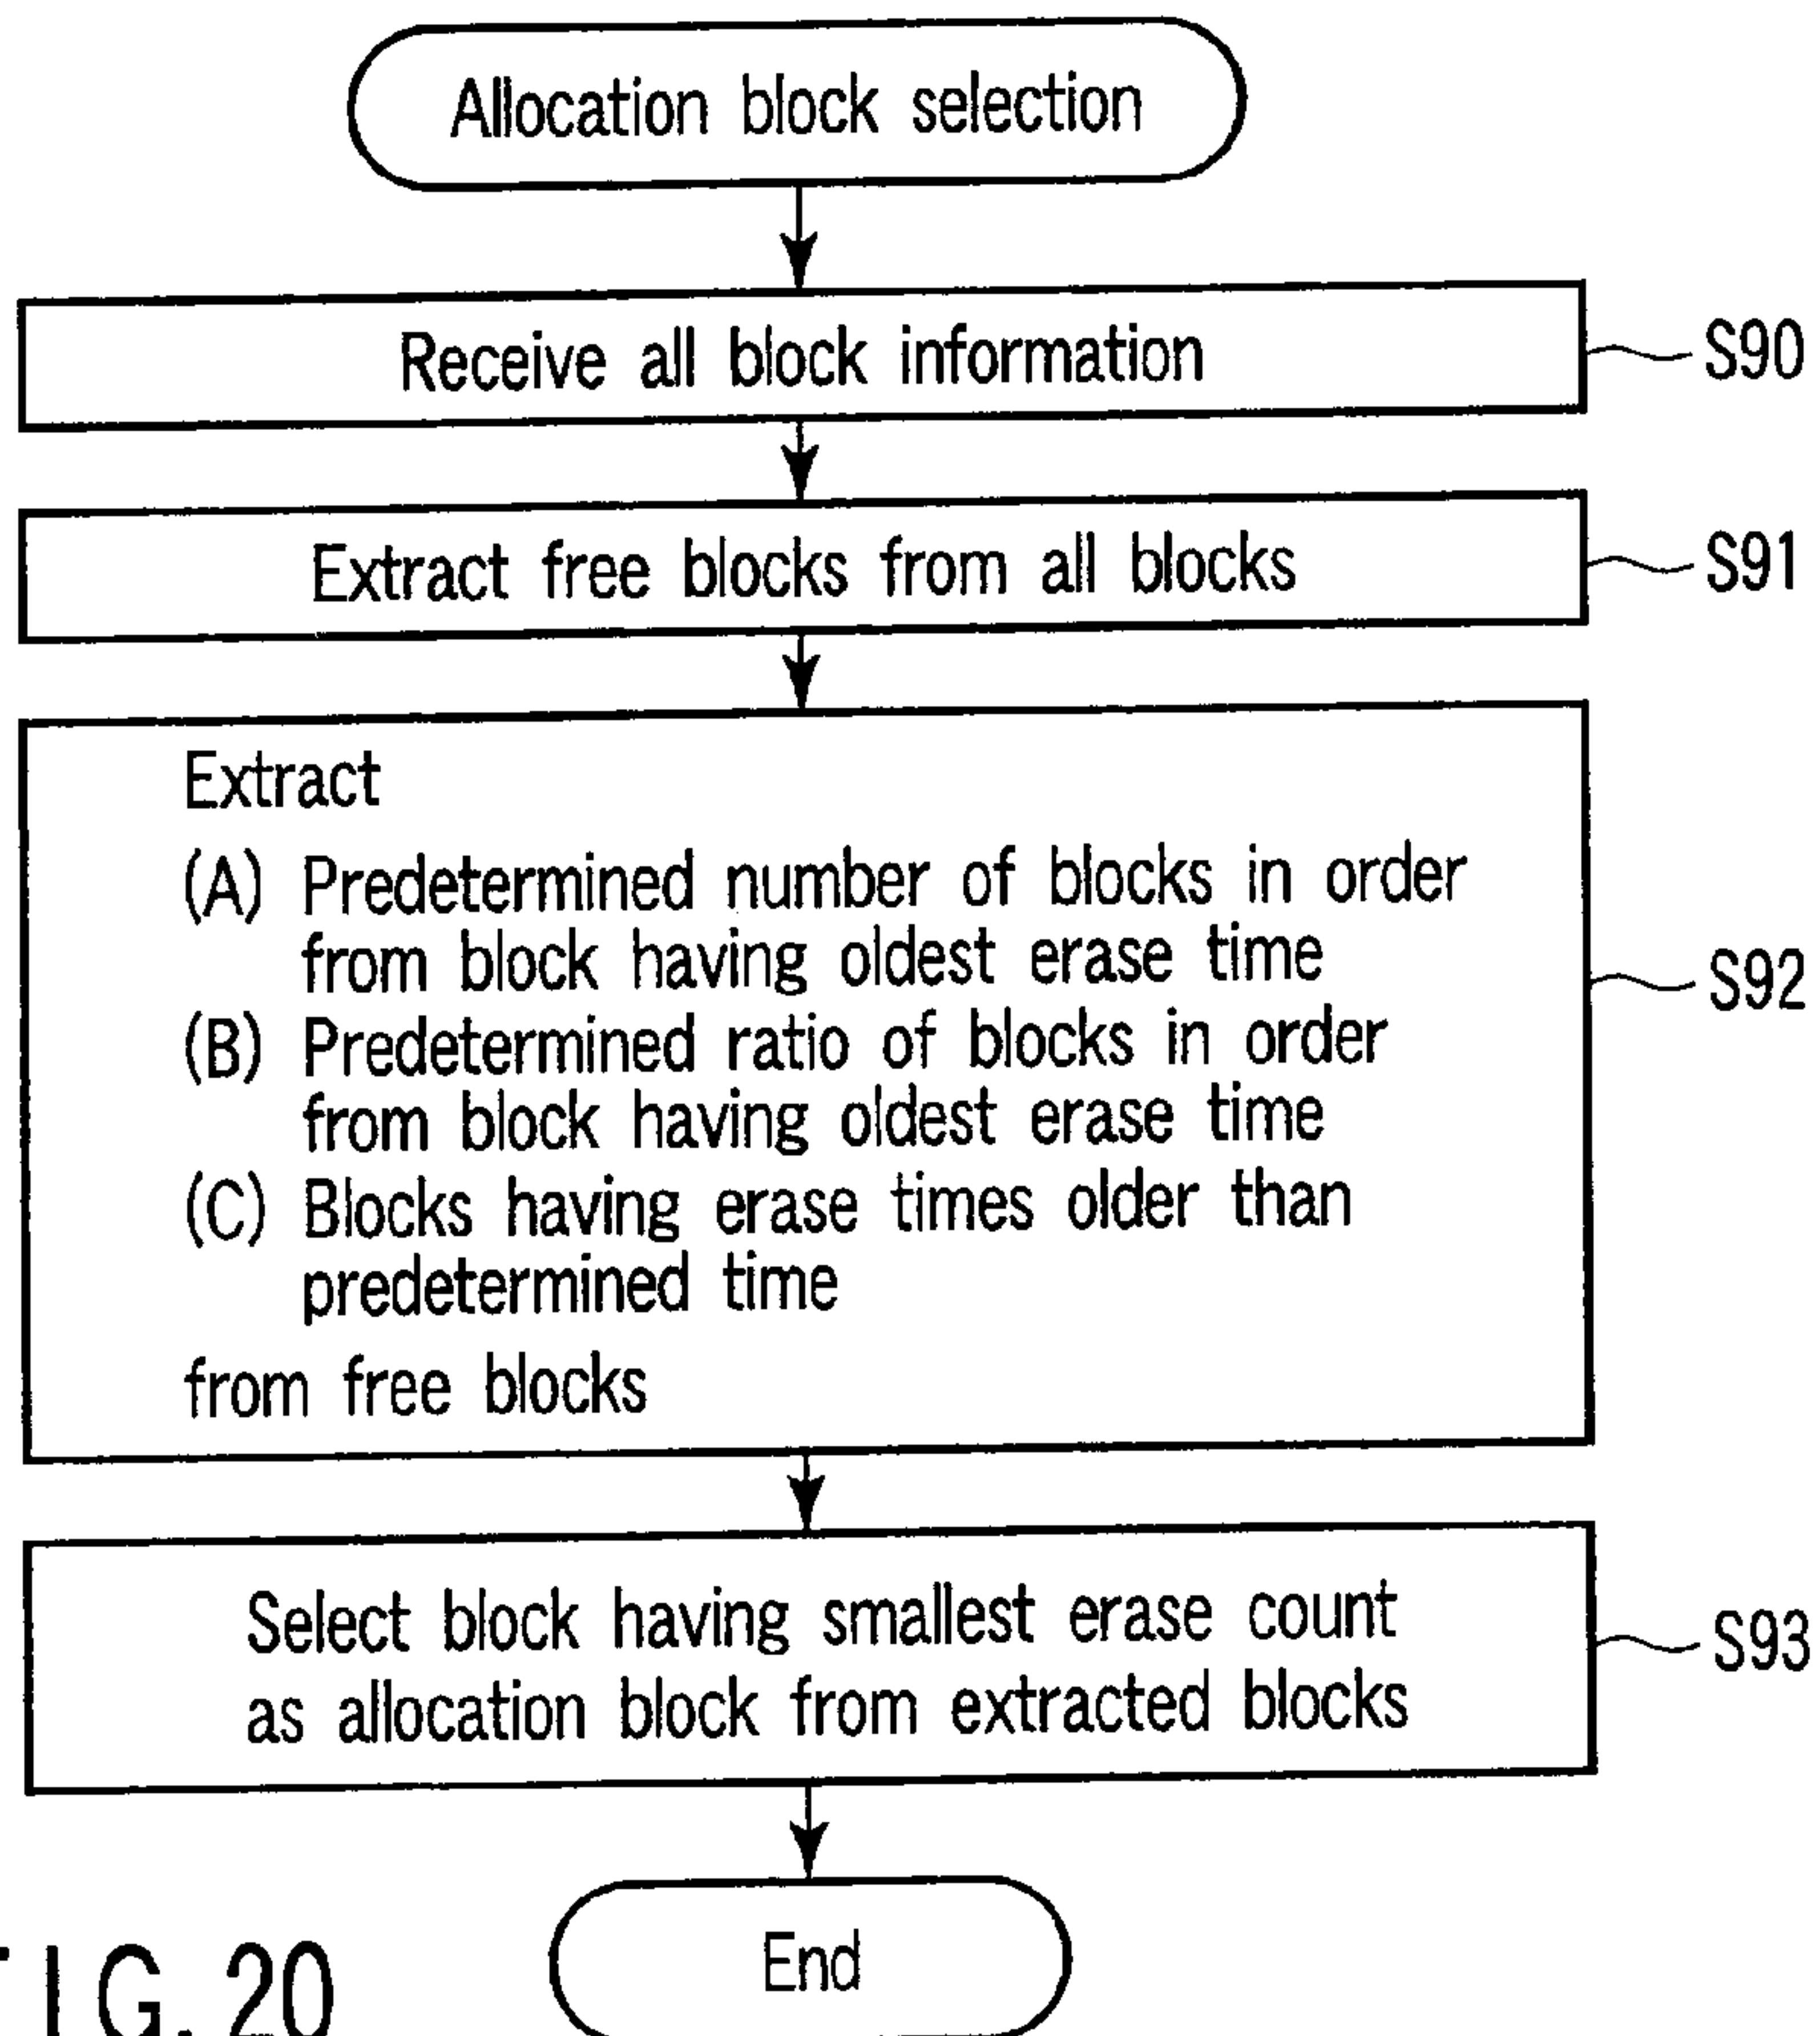 Allocation block selection
Receive all block information
S90
Extract free blocks from all blocks
S91
Extract
(A) Predetermined number of blocks in order
from block having oldest erase time
(B) Predetermined ratio of blocks in order
from block having oldest erase time
(C) Blocks having erase times older than
predetermined time
from free blocks
S92
Select block having smallest erase count
as allocation block from extracted blocks
S93
End
FIG. 20